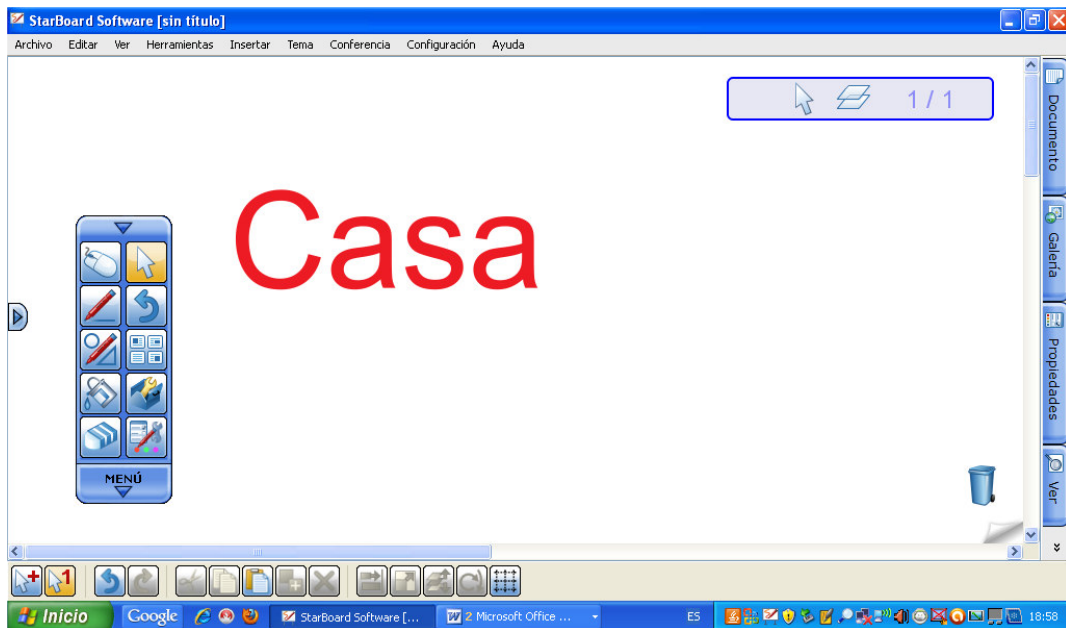 StarBoard Software [sin título]
Archivo Editar Ver Herramientas Insertar Tema Conferencia Configuración Ayuda
1 / 1
Documento
Casa
Galería
Propiedades
MENÚ
Ver
1
Inicio Google StarBoard Software [... 2 Microsoft Office ... ES 18:58